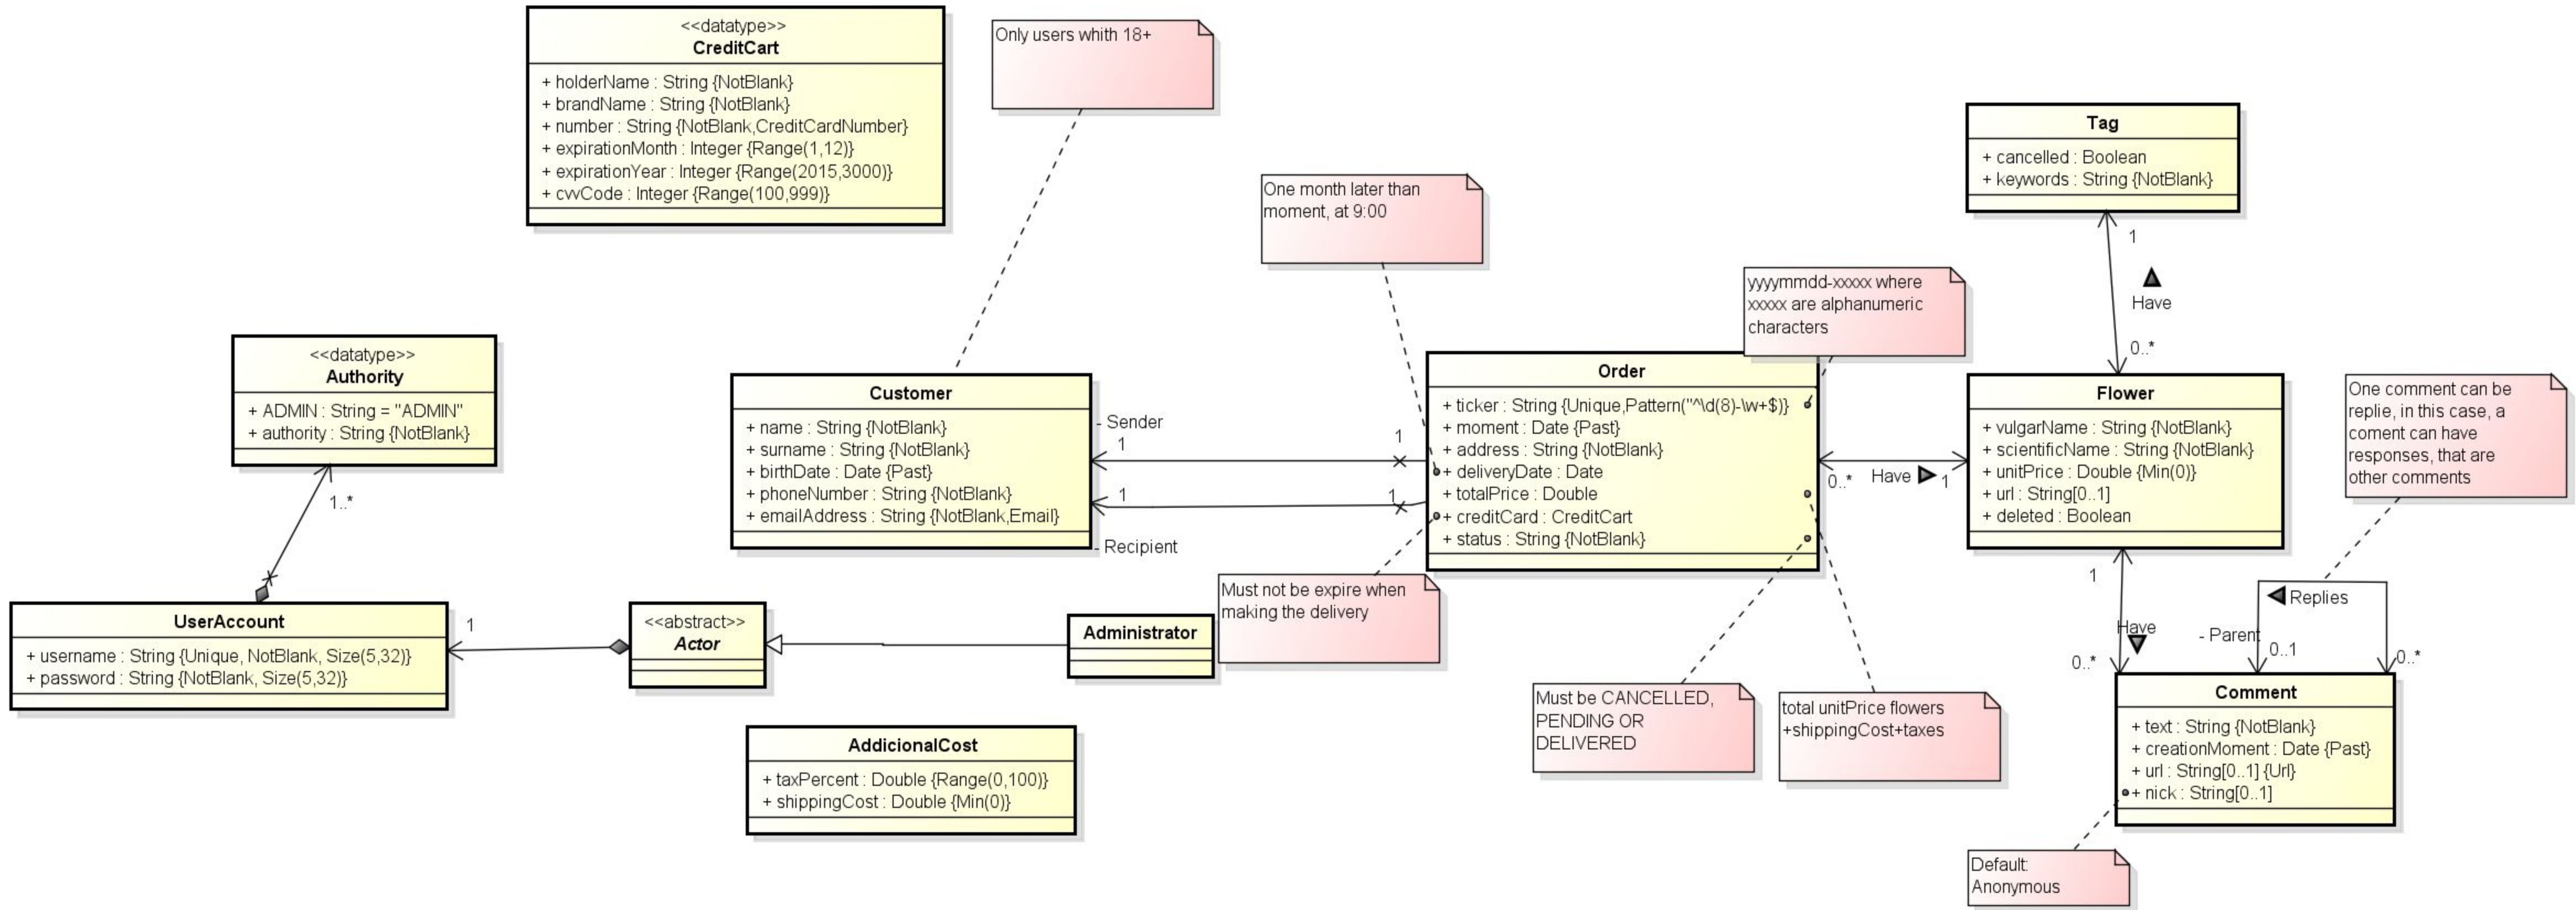 <<datatype>>
CreditCart
+ holderName : String {NotBlank}
+ brandName : String {NotBlank}
+ number : String {NotBlank,CreditCardNumber}
+ expirationMonth : Integer {Range(1,12)}
+ expirationYear : Integer {Range(2015,3000)}
+ cvvCode : Integer {Range(100,999)}
Only users whith 18+
Tag
+ cancelled : Boolean
+ keywords : String {NotBlank}
1
Have
0..*
One month later than
moment, at 9:00
yyyymmdd-xxxxx where
xxxxx are alphanumeric
characters
<<datatype>>
Authority
+ ADMIN : String = "ADMIN"
+ authority : String {NotBlank}
1..*
Customer
+ name : String {NotBlank}
+ surname : String {NotBlank}
+ birthDate : Date {Past}
+ phoneNumber : String {NotBlank}
+ emailAddress : String {NotBlank,Email}
- Sender
1
1
1
1
- Recipient
Order
+ ticker : String {Unique,Pattern("^\d(8)-\w+$)}
+ moment : Date {Past}
+ address : String {NotBlank}
+ deliveryDate : Date
+ totalPrice : Double
+ creditCard : CreditCart
+ status : String {NotBlank}
0..*
Have
1
Flower
+ vulgarName : String {NotBlank}
+ scientificName : String {NotBlank}
+ unitPrice : Double {Min(0)}
+ url : String[0..1]
+ deleted : Boolean
One comment can be
replie, in this case, a
coment can have
responses, that are
other comments
1
Have
0..*
Replies
- Parent
0..1
0..*
UserAccount
+ username : String {Unique, NotBlank, Size(5,32)}
+ password : String {NotBlank, Size(5,32)}
1
<<abstract>>
Actor
Administrator
Must not be expire when
making the delivery
Must be CANCELLED,
PENDING OR
DELIVERED
total unitPrice flowers
+shippingCost+taxes
AddicionalCost
+ taxPercent : Double {Range(0,100)}
+ shippingCost : Double {Min(0)}
Comment
+ text : String {NotBlank}
+ creationMoment : Date {Past}
+ url : String[0..1] {Url}
+ nick : String[0..1]
Default:
Anonymous